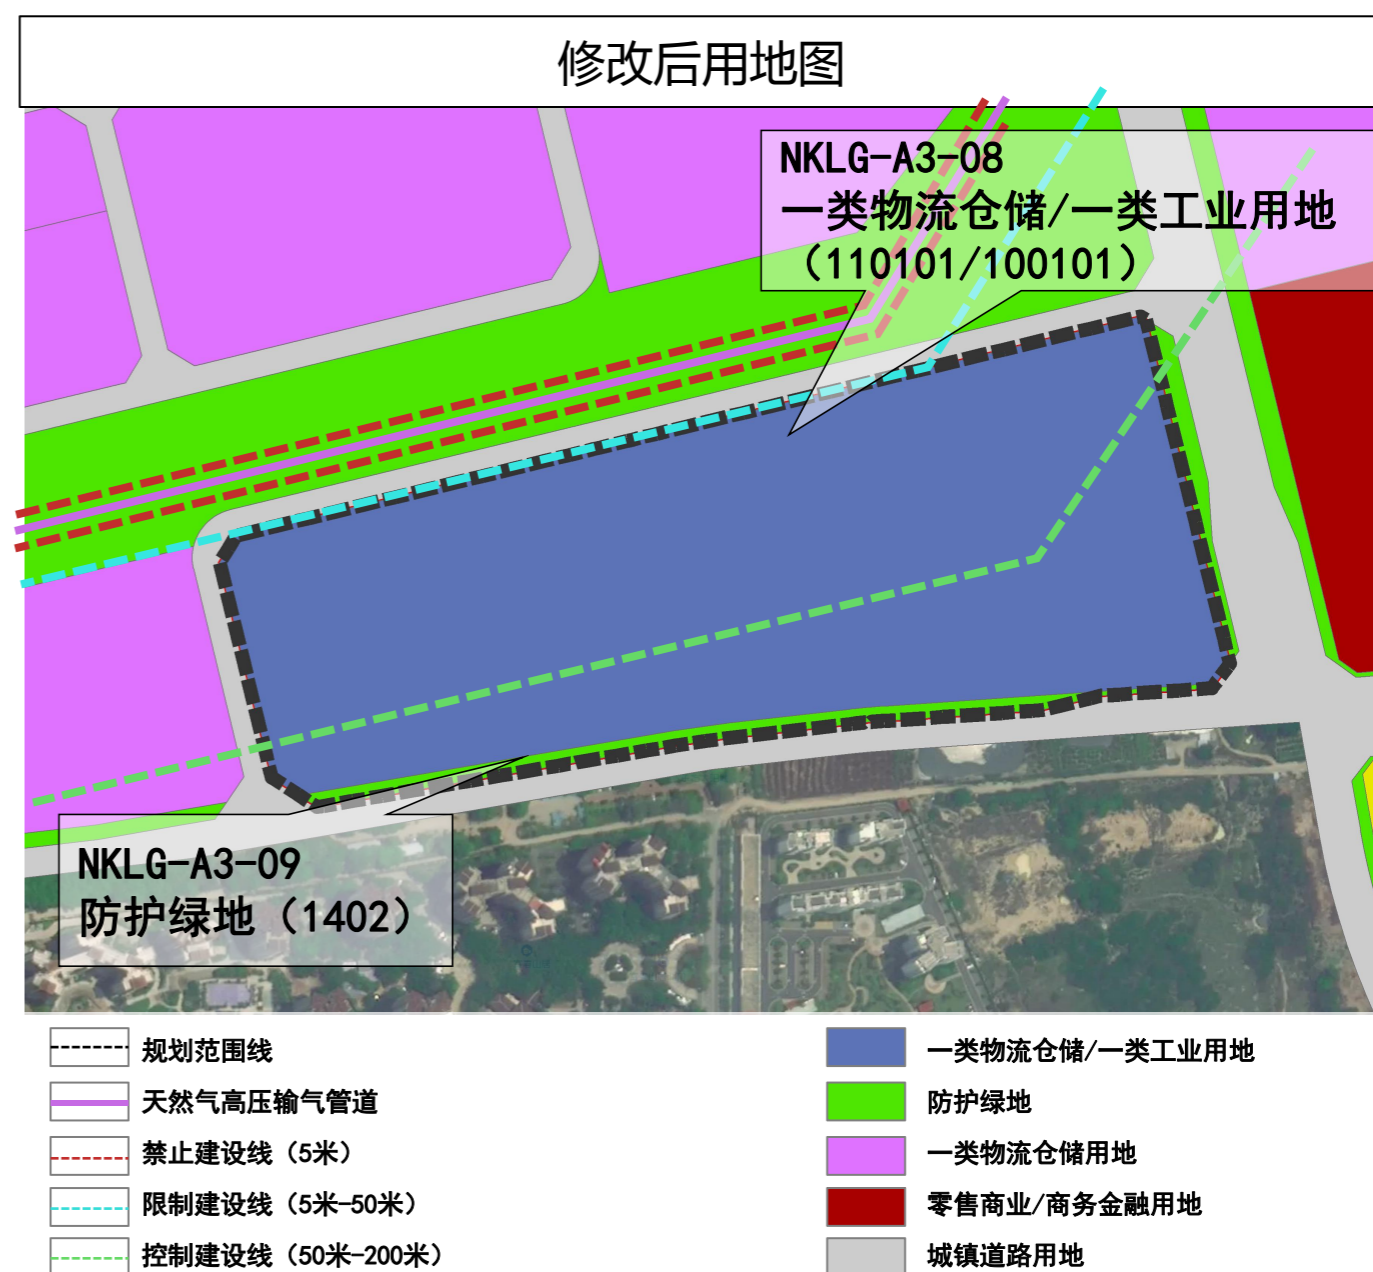 修改后用地图
NKLG-A3-08
一类物流仓储/一类工业用地
（110101/100101）
NKLG-A3-09
防护绿地（1402）
规划范围线
天然气高压输气管道
禁止建设线（5米）
限制建设线（5米-50米）
控制建设线（50米-200米）
一类物流仓储/一类工业用地
防护绿地
一类物流仓储用地
零售商业/商务金融用地
城镇道路用地